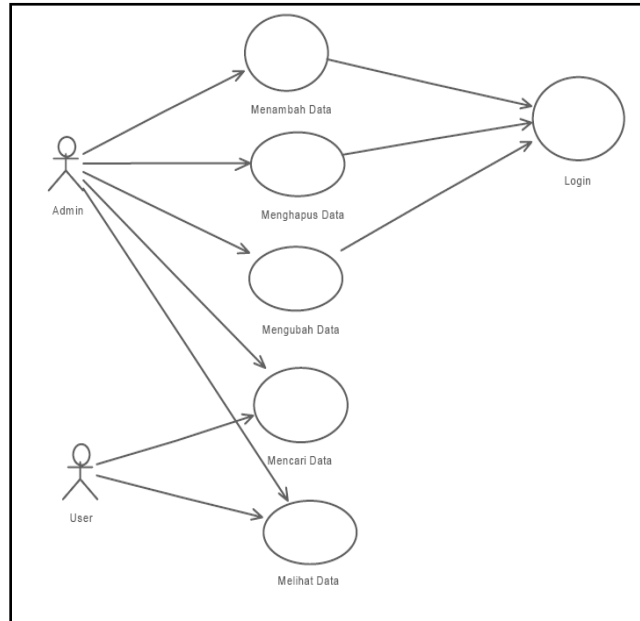 Menambah Data
Login
Menghapus Data
Admin
Mengubah Data
Mencari Data
User
Melihat Data